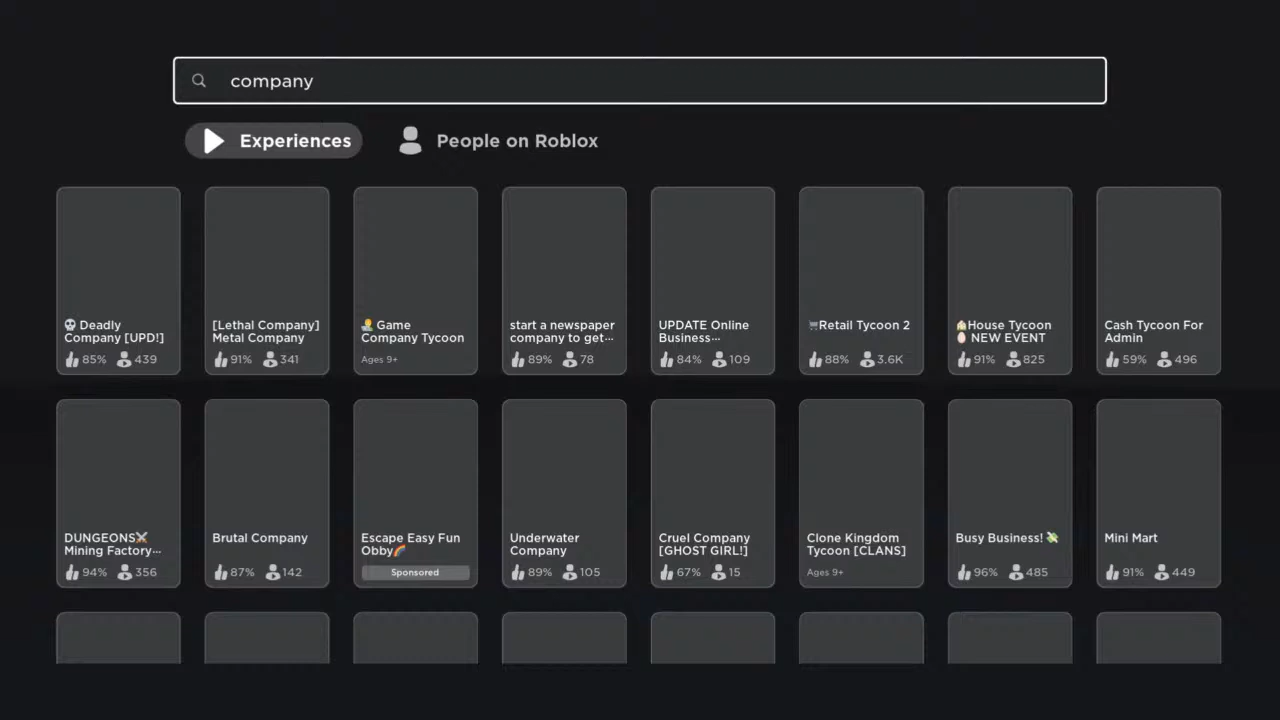 company
Experiences
People on Roblox
💀 Deadly
Company [UPD!]
85% 439
[Lethal Company]
Metal Company
91% 341
👨‍💼 Game
Company Tycoon
Ages 9+
start a newspaper
company to get...
89% 78
UPDATE Online
Business...
84% 109
🛒Retail Tycoon 2
88% 3.6K
🏠House Tycoon
🥚 NEW EVENT
91% 825
Cash Tycoon For
Admin
59% 496
DUNGEONS⚔️
Mining Factory...
94% 356
Brutal Company
87% 142
Escape Easy Fun
Obby🌈
Sponsored
Underwater
Company
89% 105
Cruel Company
[GHOST GIRL!]
67% 15
Clone Kingdom
Tycoon [CLANS]
Ages 9+
Busy Business! 💸
96% 485
Mini Mart
91% 449